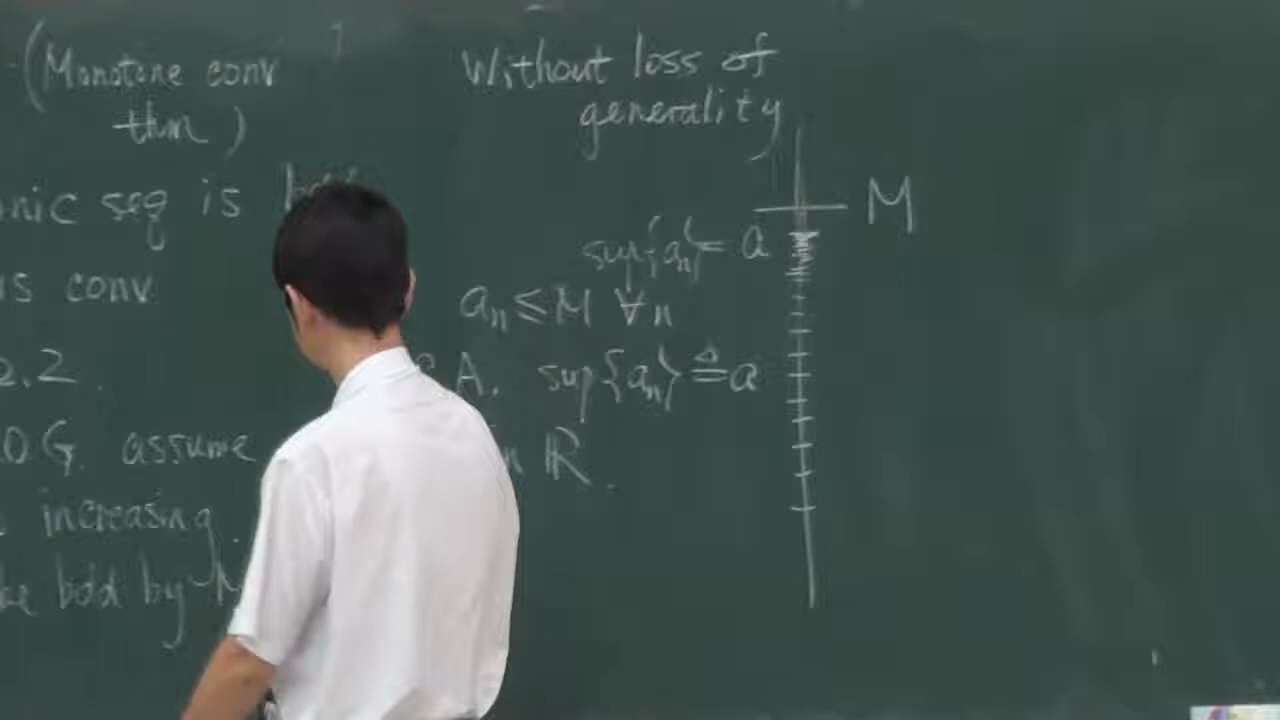 (Monotone conv
thm)
nic seq is
s conv
2.2.
OG. assume
increasing.
bdd by
Without loss of
generality
M
sup{an}= a
an ≤ M ∀n
A. sup{an} ≜ a
n ℝ.